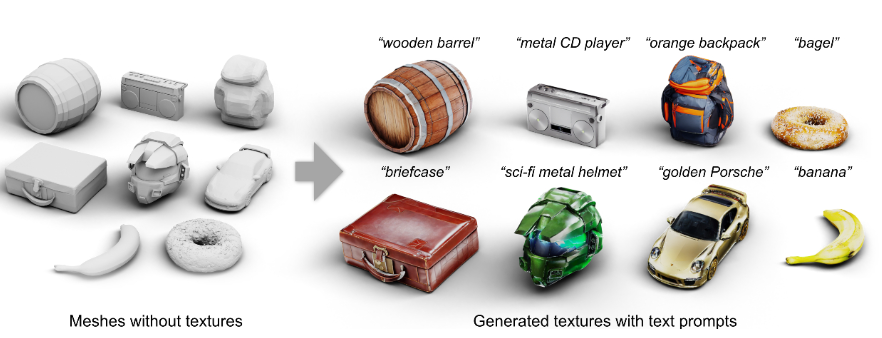 “wooden barrel”
“metal CD player”
“orange backpack”
“bagel”
“briefcase”
“sci-fi metal helmet”
“golden Porsche”
“banana”
Meshes without textures
Generated textures with text prompts